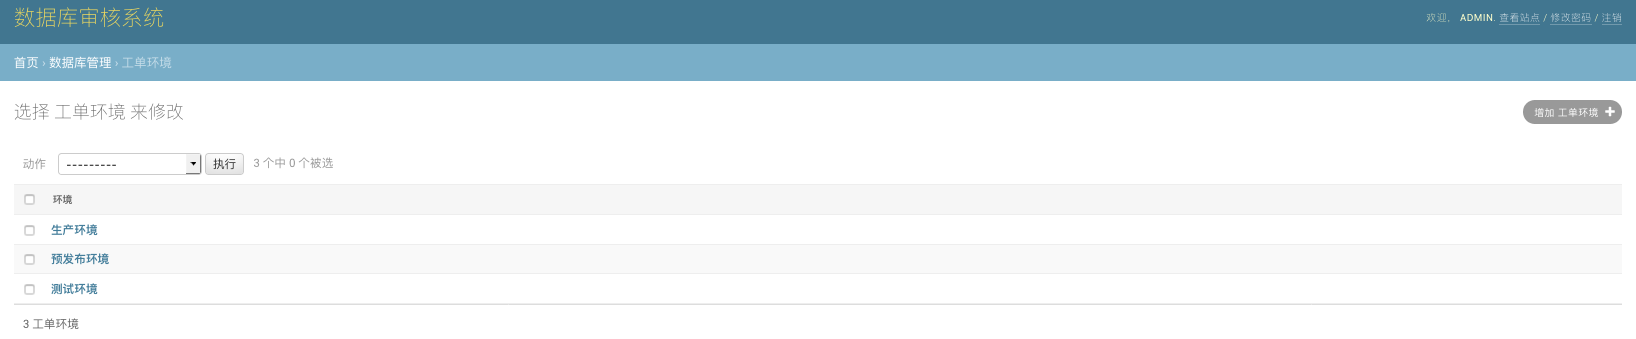 数据库审核系统
欢迎， ADMIN. 查看站点 / 修改密码 / 注销
首页 › 数据库管理 › 工单环境
选择 工单环境 来修改
增加 工单环境
动作 --------- 执行 3 个中 0 个被选
环境
生产环境
预发布环境
测试环境
3 工单环境